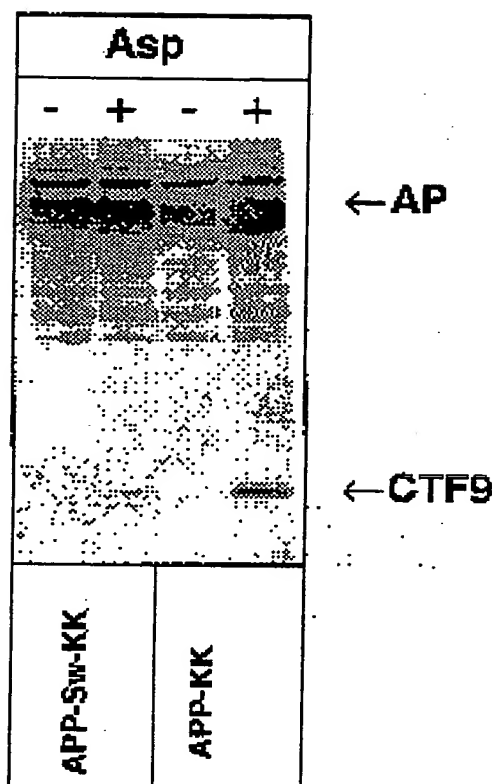 Asp
- + - +
←AP
←CTF9
APP-Sw-KK
APP-KK